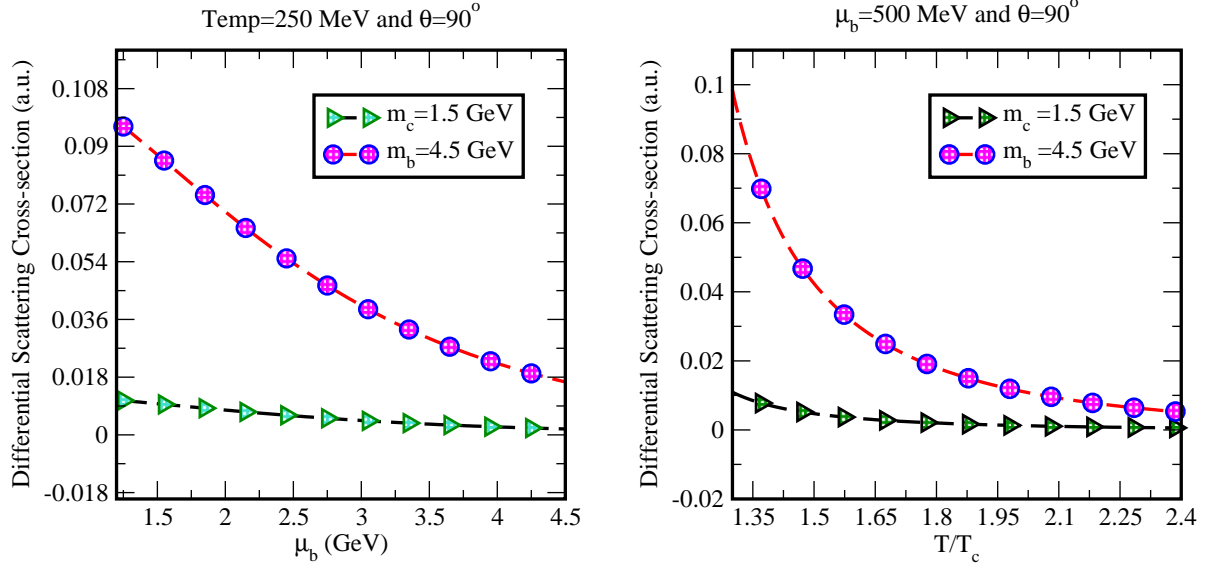 Temp=250 MeV and θ=90°
Differential Scattering Cross-section (a.u.)
0.108
0.09
0.072
0.054
0.036
0.018
0
-0.018
m_c=1.5 GeV
m_b=4.5 GeV
1.5 2 2.5 3 3.5 4 4.5
μ_b (GeV)
μ_b=500 MeV and θ=90°
Differential Scattering Cross-section (a.u.)
0.1
0.08
0.06
0.04
0.02
0
-0.02
m_c=1.5 GeV
m_b =4.5 GeV
1.35 1.5 1.65 1.8 1.95 2.1 2.25 2.4
T/T_c